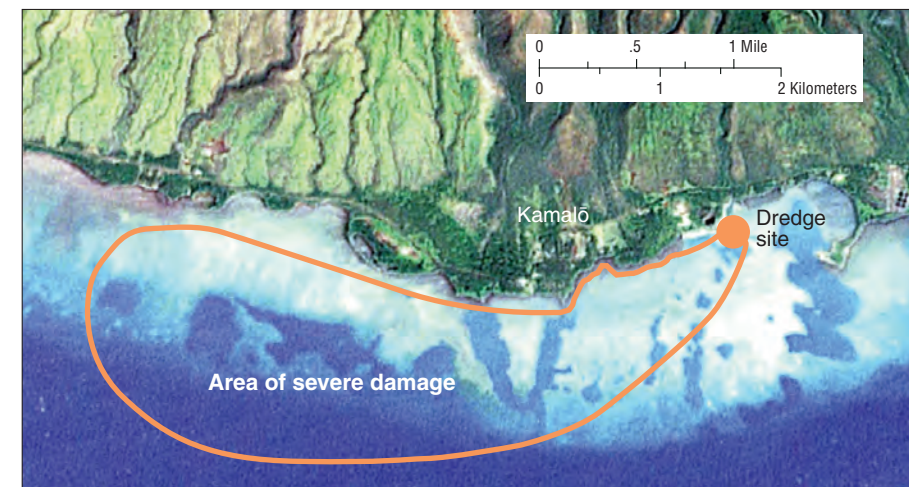 0 .5 1 Mile
0 1 2 Kilometers
Kamalō
Dredge
site
Area of severe damage